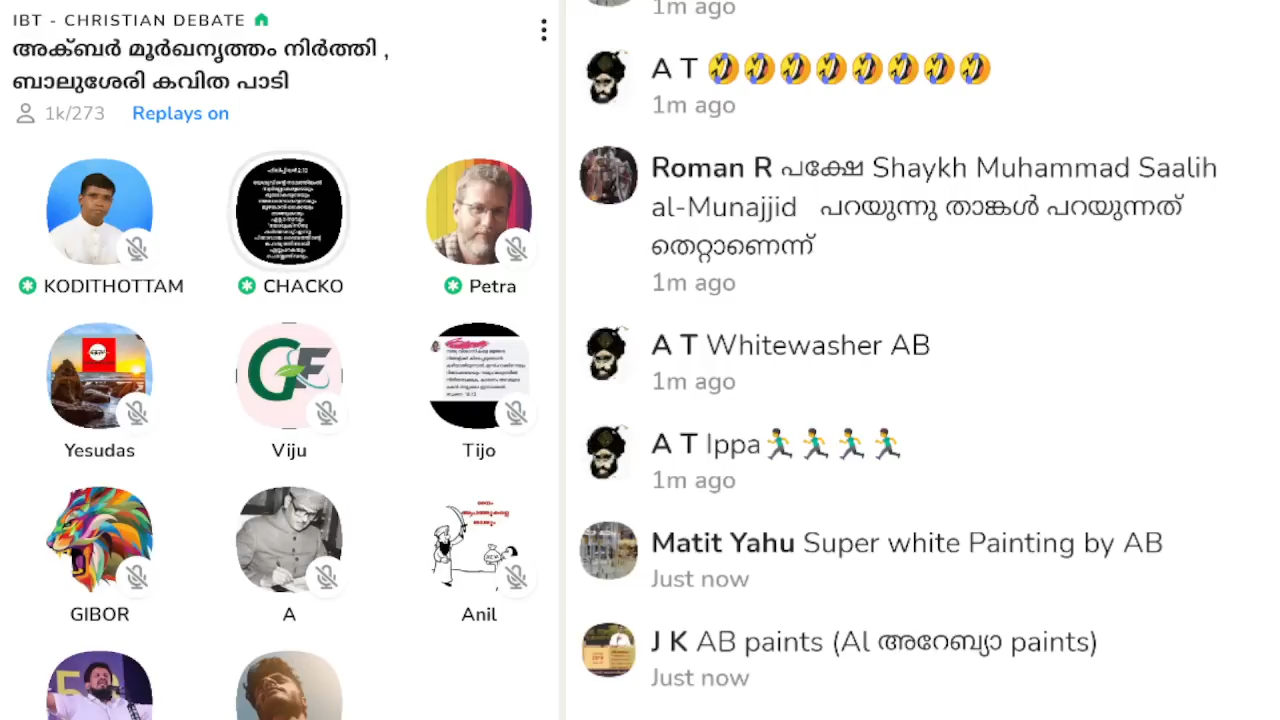 IBT - CHRISTIAN DEBATE
അക്ബർ മൂർഖനൃത്തം നിർത്തി ,
ബാലുശേരി കവിത പാടി
1k/273 Replays on
KODITHOTTAM
CHACKO
Petra
Yesudas
Viju
Tijo
GIBOR
A
Anil
1m ago
A T 🤣🤣🤣🤣🤣🤣🤣🤣
1m ago
Roman R പക്ഷേ Shaykh Muhammad Saalih
al-Munajjid പറയുന്നു താങ്കൾ പറയുന്നത്
തെറ്റാണെന്ന്
1m ago
A T Whitewasher AB
1m ago
A T Ippa🏃‍♂️🏃‍♂️🏃‍♂️🏃‍♂️
1m ago
Matit Yahu Super white Painting by AB
Just now
J K AB paints (Al അറേബ്യാ paints)
Just now